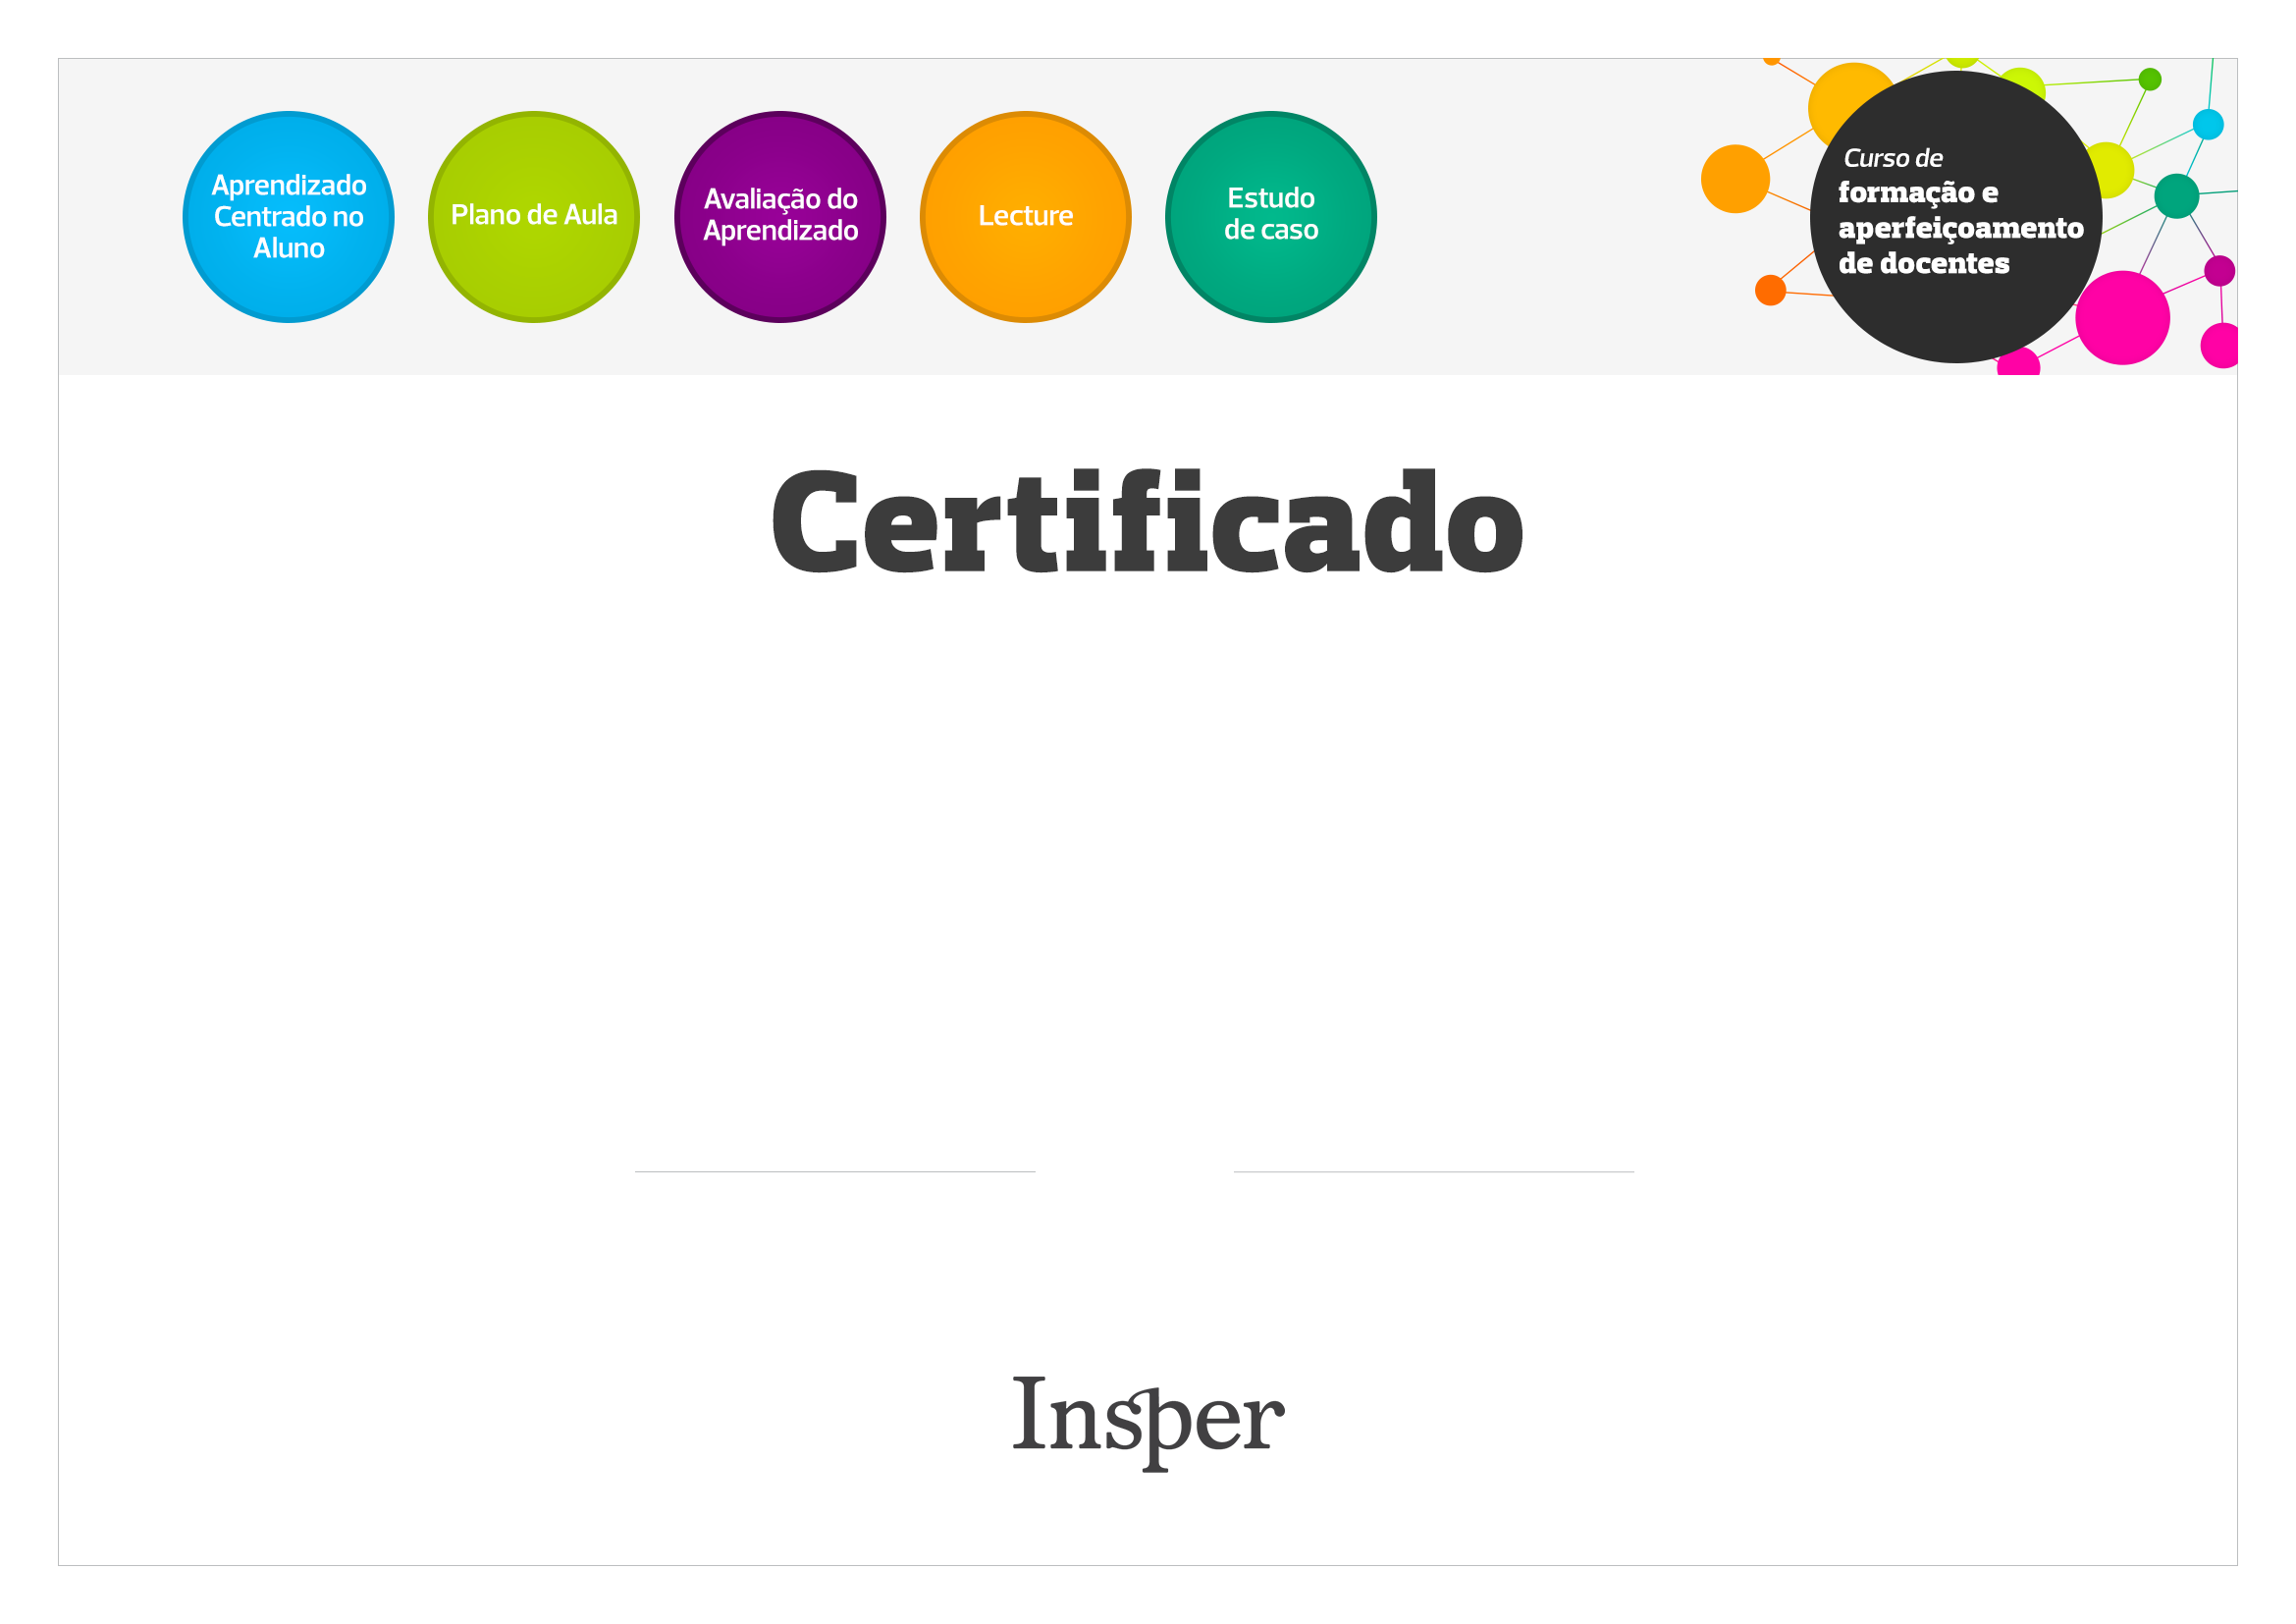 Aprendizado
Centrado no
Aluno
Plano de Aula
Avaliação do
Aprendizado
Lecture
Estudo
de caso
Curso de
formação e
aperfeiçoamento
de docentes
Certificado
Insper